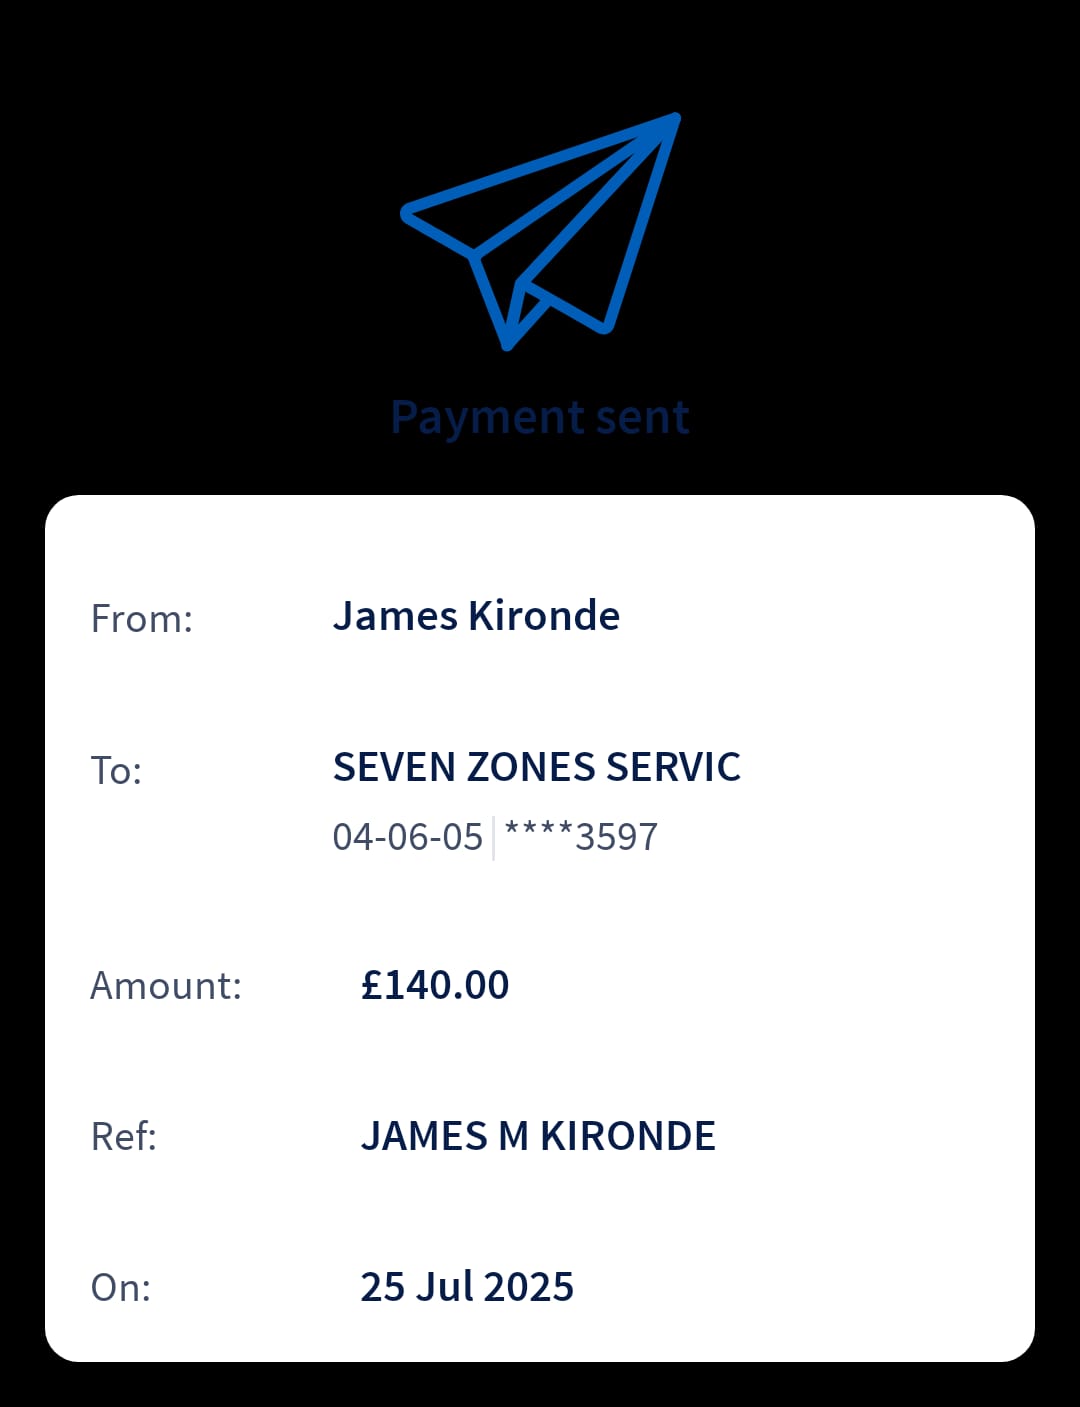 Payment sent
From: James Kironde
To: SEVEN ZONES SERVIC
04-06-05 | ****3597
Amount: £140.00
Ref: JAMES M KIRONDE
On: 25 Jul 2025